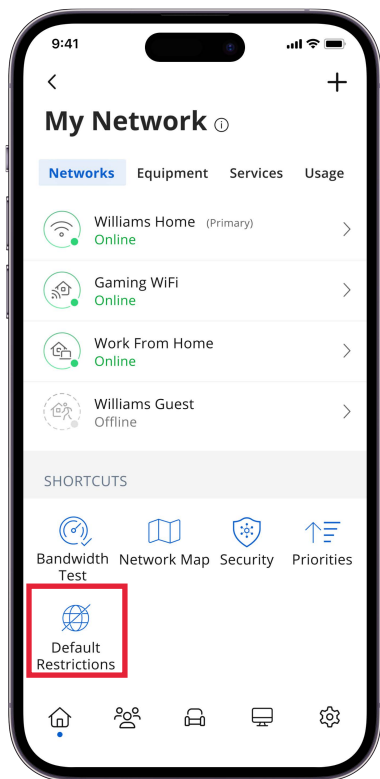 9:41
My Network
Networks Equipment Services Usage
Williams Home (Primary)
Online
Gaming WiFi
Online
Work From Home
Online
Williams Guest
Offline
SHORTCUTS
Bandwidth Test
Network Map
Security
Priorities
Default
Restrictions